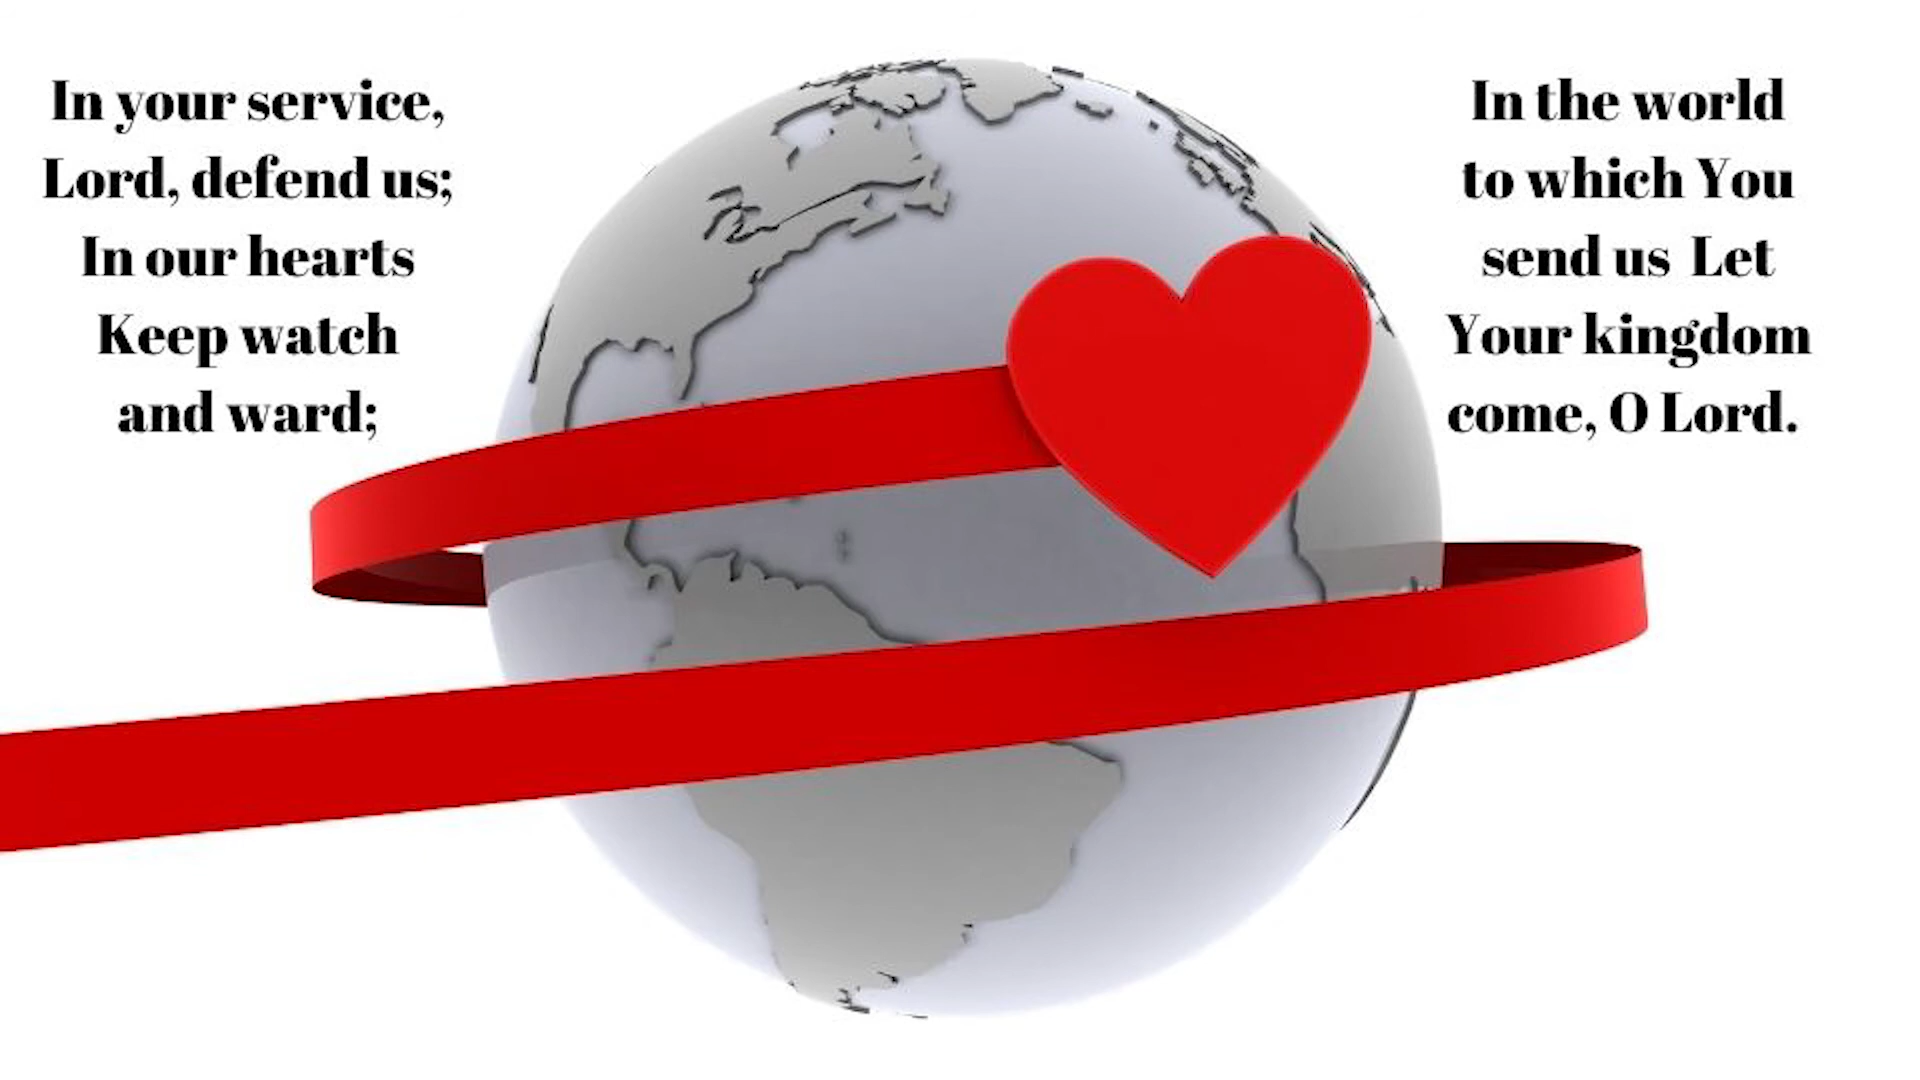 In your service,
Lord, defend us;
In our hearts
Keep watch
and ward;
In the world
to which You
send us Let
Your kingdom
come, O Lord.